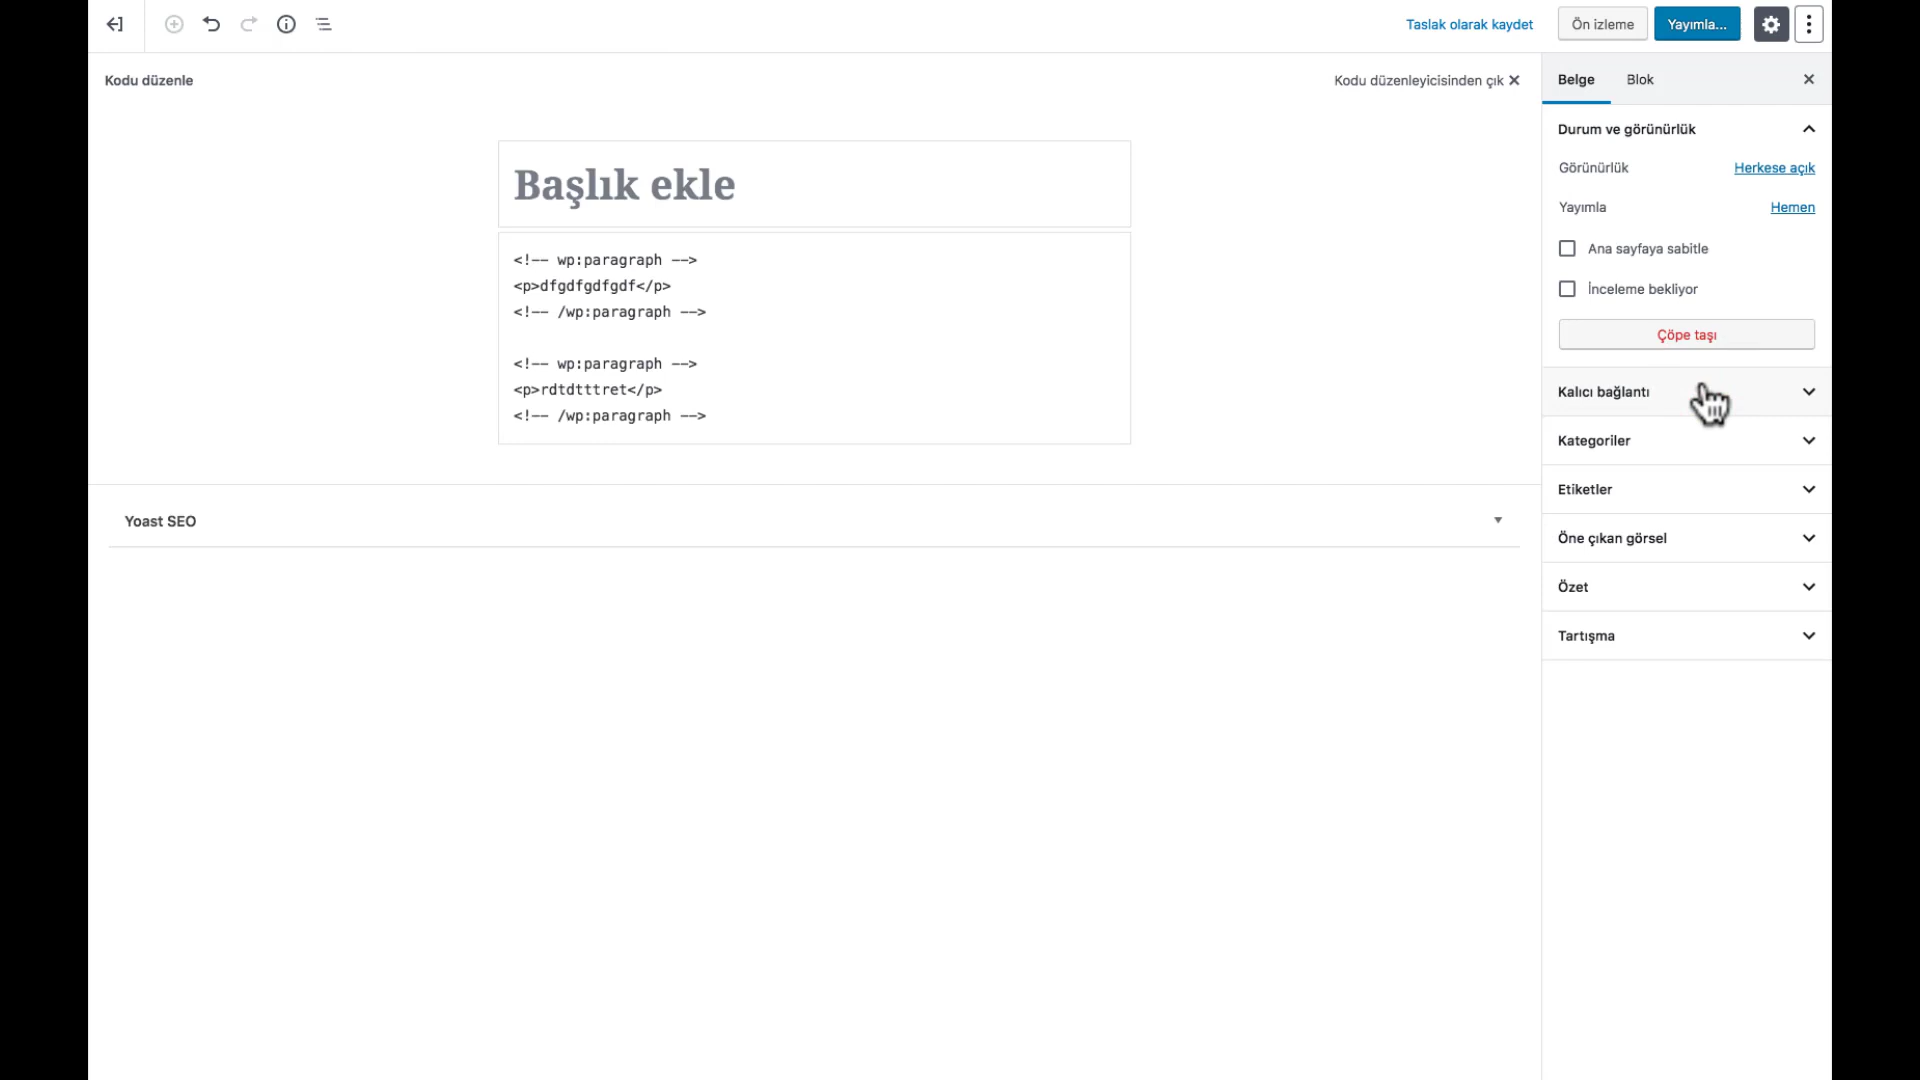 Taslak olarak kaydet
Ön izleme
Yayımla...
Kodu düzenle
Kodu düzenleyicisinden çık
Başlık ekle
<!-- wp:paragraph -->
<p>dfgdfgdfgdf</p>
<!-- /wp:paragraph -->
<!-- wp:paragraph -->
<p>rdtdtttret</p>
<!-- /wp:paragraph -->
Yoast SEO
Belge
Blok
Durum ve görünürlük
Görünürlük Herkese açık
Yayımla Hemen
Ana sayfaya sabitle
İnceleme bekliyor
Çöpe taşı
Kalıcı bağlantı
Kategoriler
Etiketler
Öne çıkan görsel
Özet
Tartışma